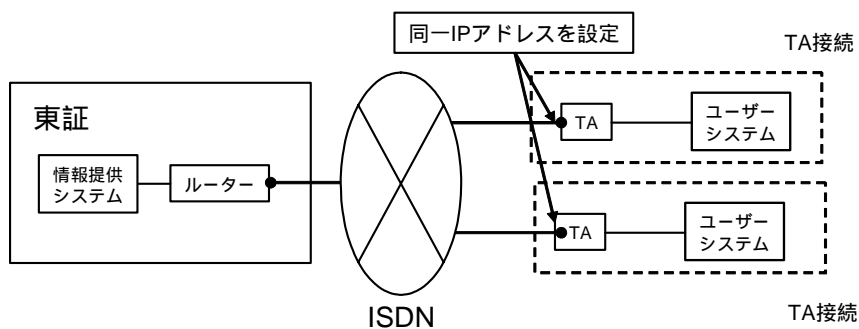 同一IPアドレスを設定
TA接続
東証
情報提供
システム
ルーター
TA
ユーザー
システム
TA
ユーザー
システム
ISDN
TA接続